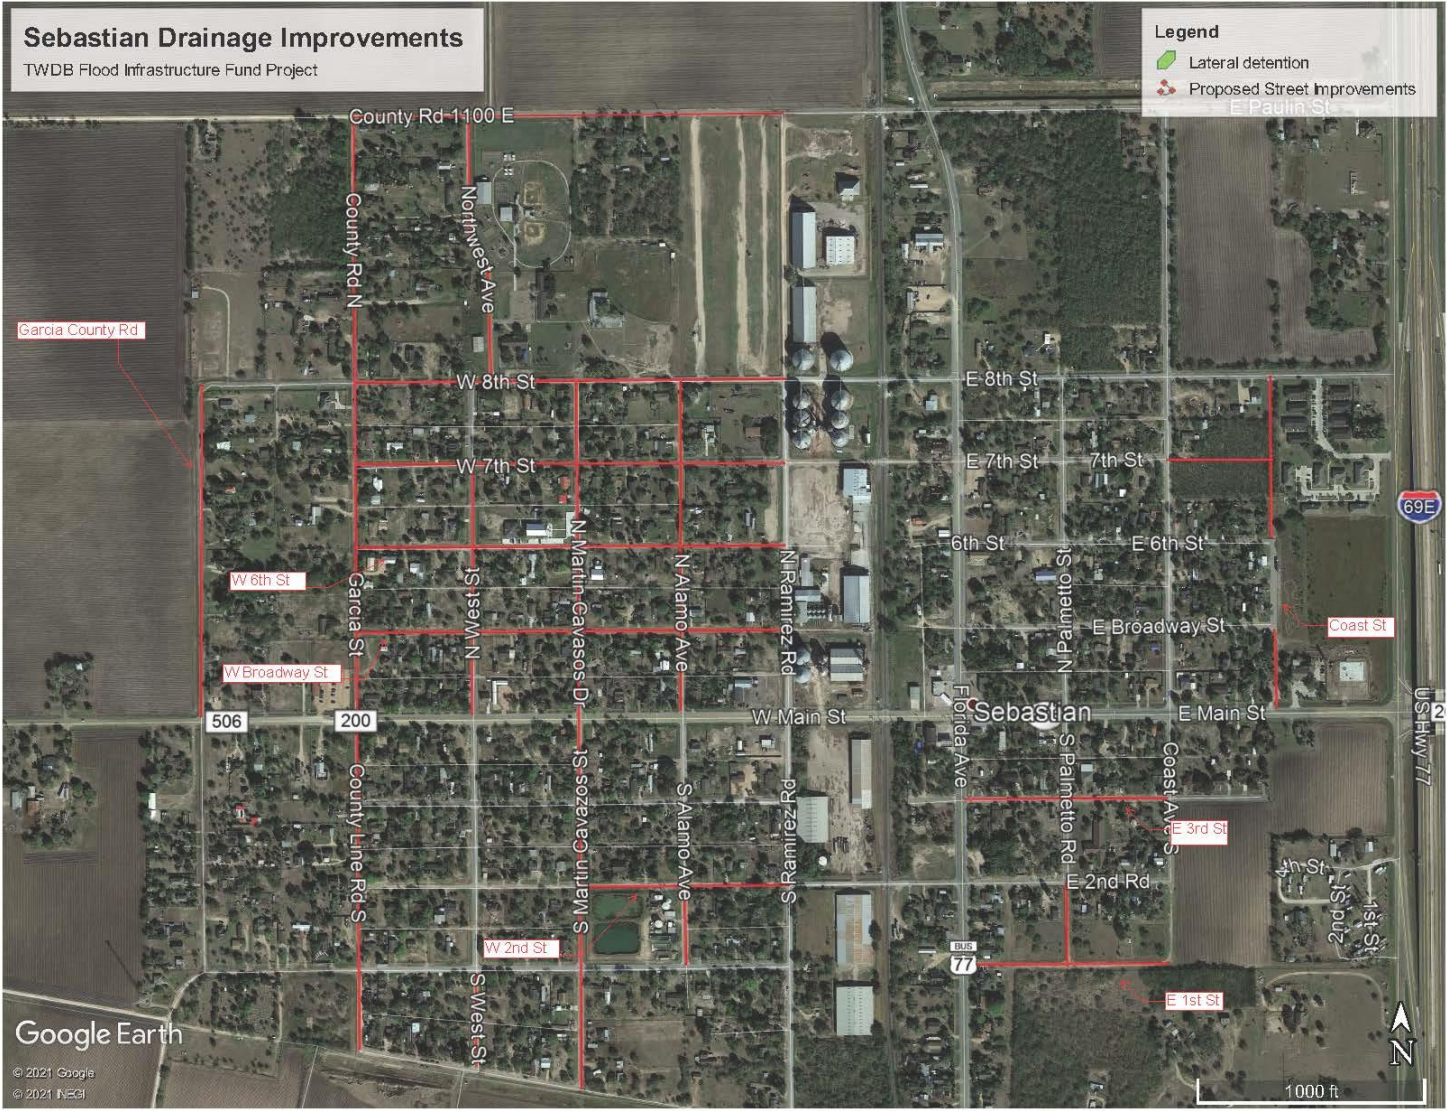 Sebastian Drainage Improvements
TWDB Flood Infrastructure Fund Project
Legend
Lateral detention
Proposed Street Improvements
E Paulin St
County Rd 1100 E
County Rd N
Northwest Ave
Garcia County Rd
W 8th St
E 8th St
W 7th St
E 7th St
7th St
69E
N Martin Cavasos Dr
N Alamo Ave
N Ramirez Rd
6th St
E 6th St
N Palmetto St
W 6th St
Garcia St
N West St
E Broadway St
Coast St
W Broadway St
506
200
W Main St
Florida Ave
Sebastian
E Main St
US Hwy 77
2
County Line Rd S
S Martin Cavazos St
S Alamo Ave
S Ramirez Rd
S Palmetto Rd
Coast Ave S
E 3rd St
E 2nd Rd
4th St
2nd St
1st St
W 2nd St
BUS
77
S West St
E 1st St
Google Earth
© 2021 Google
© 2021 INEGI
N
1000 ft